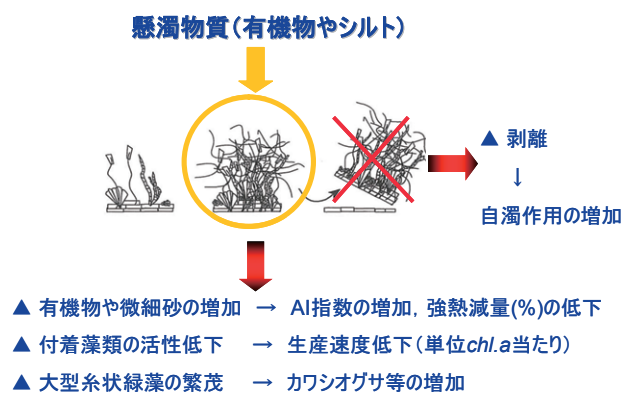 懸濁物質（有機物やシルト）
▲ 剥離
↓
自濁作用の増加
▲ 有機物や微細砂の増加 → AI指数の増加，強熱減量(%)の低下
▲ 付着藻類の活性低下 → 生産速度低下（単位chl.a当たり）
▲ 大型糸状緑藻の繁茂 → カワシオグサ等の増加